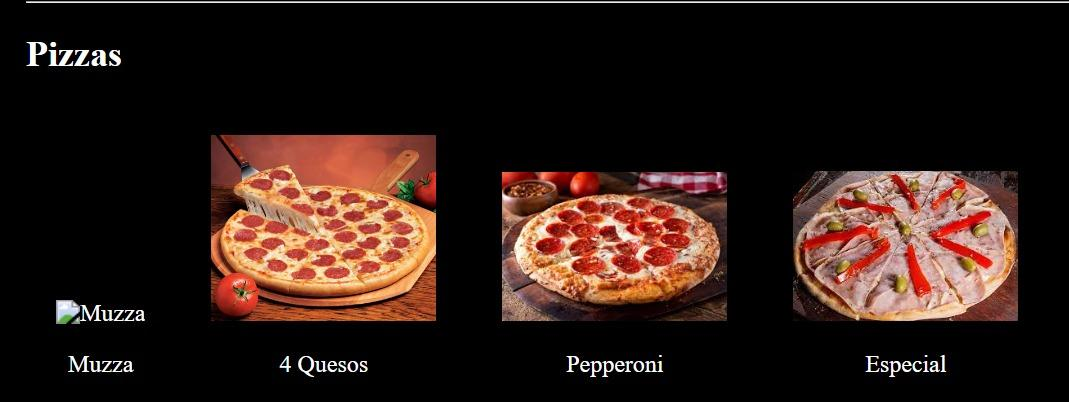 Pizzas
Muzza
Muzza
4 Quesos
Pepperoni
Especial